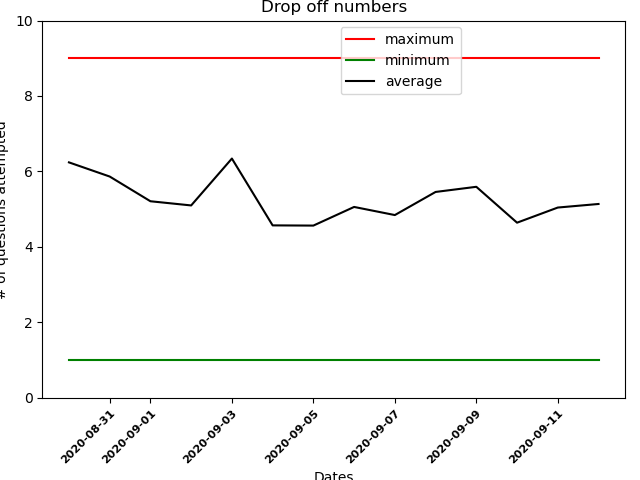 Drop off numbers
maximum
minimum
average
# of questions attempted
10
8
6
4
2
0
2020-08-31
2020-09-01
2020-09-03
2020-09-05
2020-09-07
2020-09-09
2020-09-11
Dates